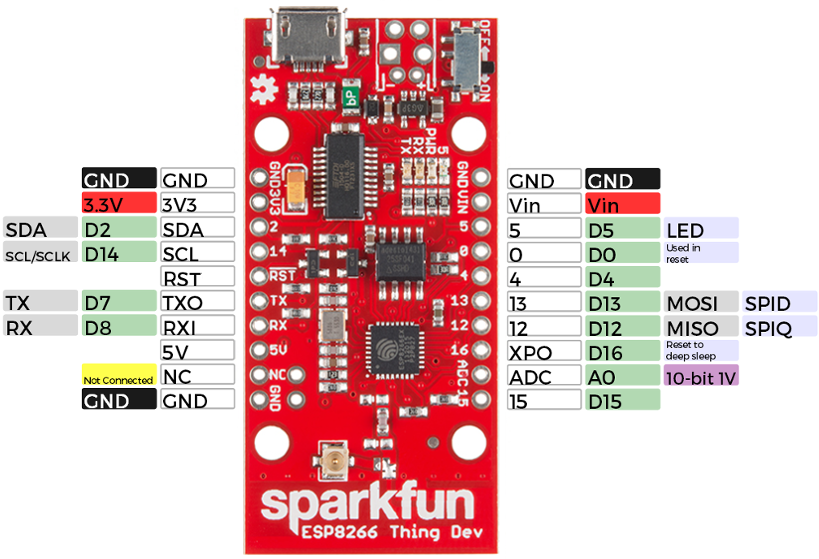 OFF
ON
PWR
RX
TX
5
GND GND
3.3V 3V3
SDA D2 SDA
SCL/SCLK D14 SCL
RST
TX D7 TXO
RX D8 RXI
5V
Not Connected NC
GND GND
GND
3V3
2
14
RST
TX
RX
5V
NC
GND
GND
VIN
5
0
4
13
12
16
ADC
15
GND GND
Vin Vin
5 D5 LED
0 D0 Used in
reset
4 D4
13 D13 MOSI SPID
12 D12 MISO SPIQ
XPO D16 Reset to
deep sleep
ADC A0 10-bit 1V
15 D15
sparkfun
ESP8266 Thing Dev